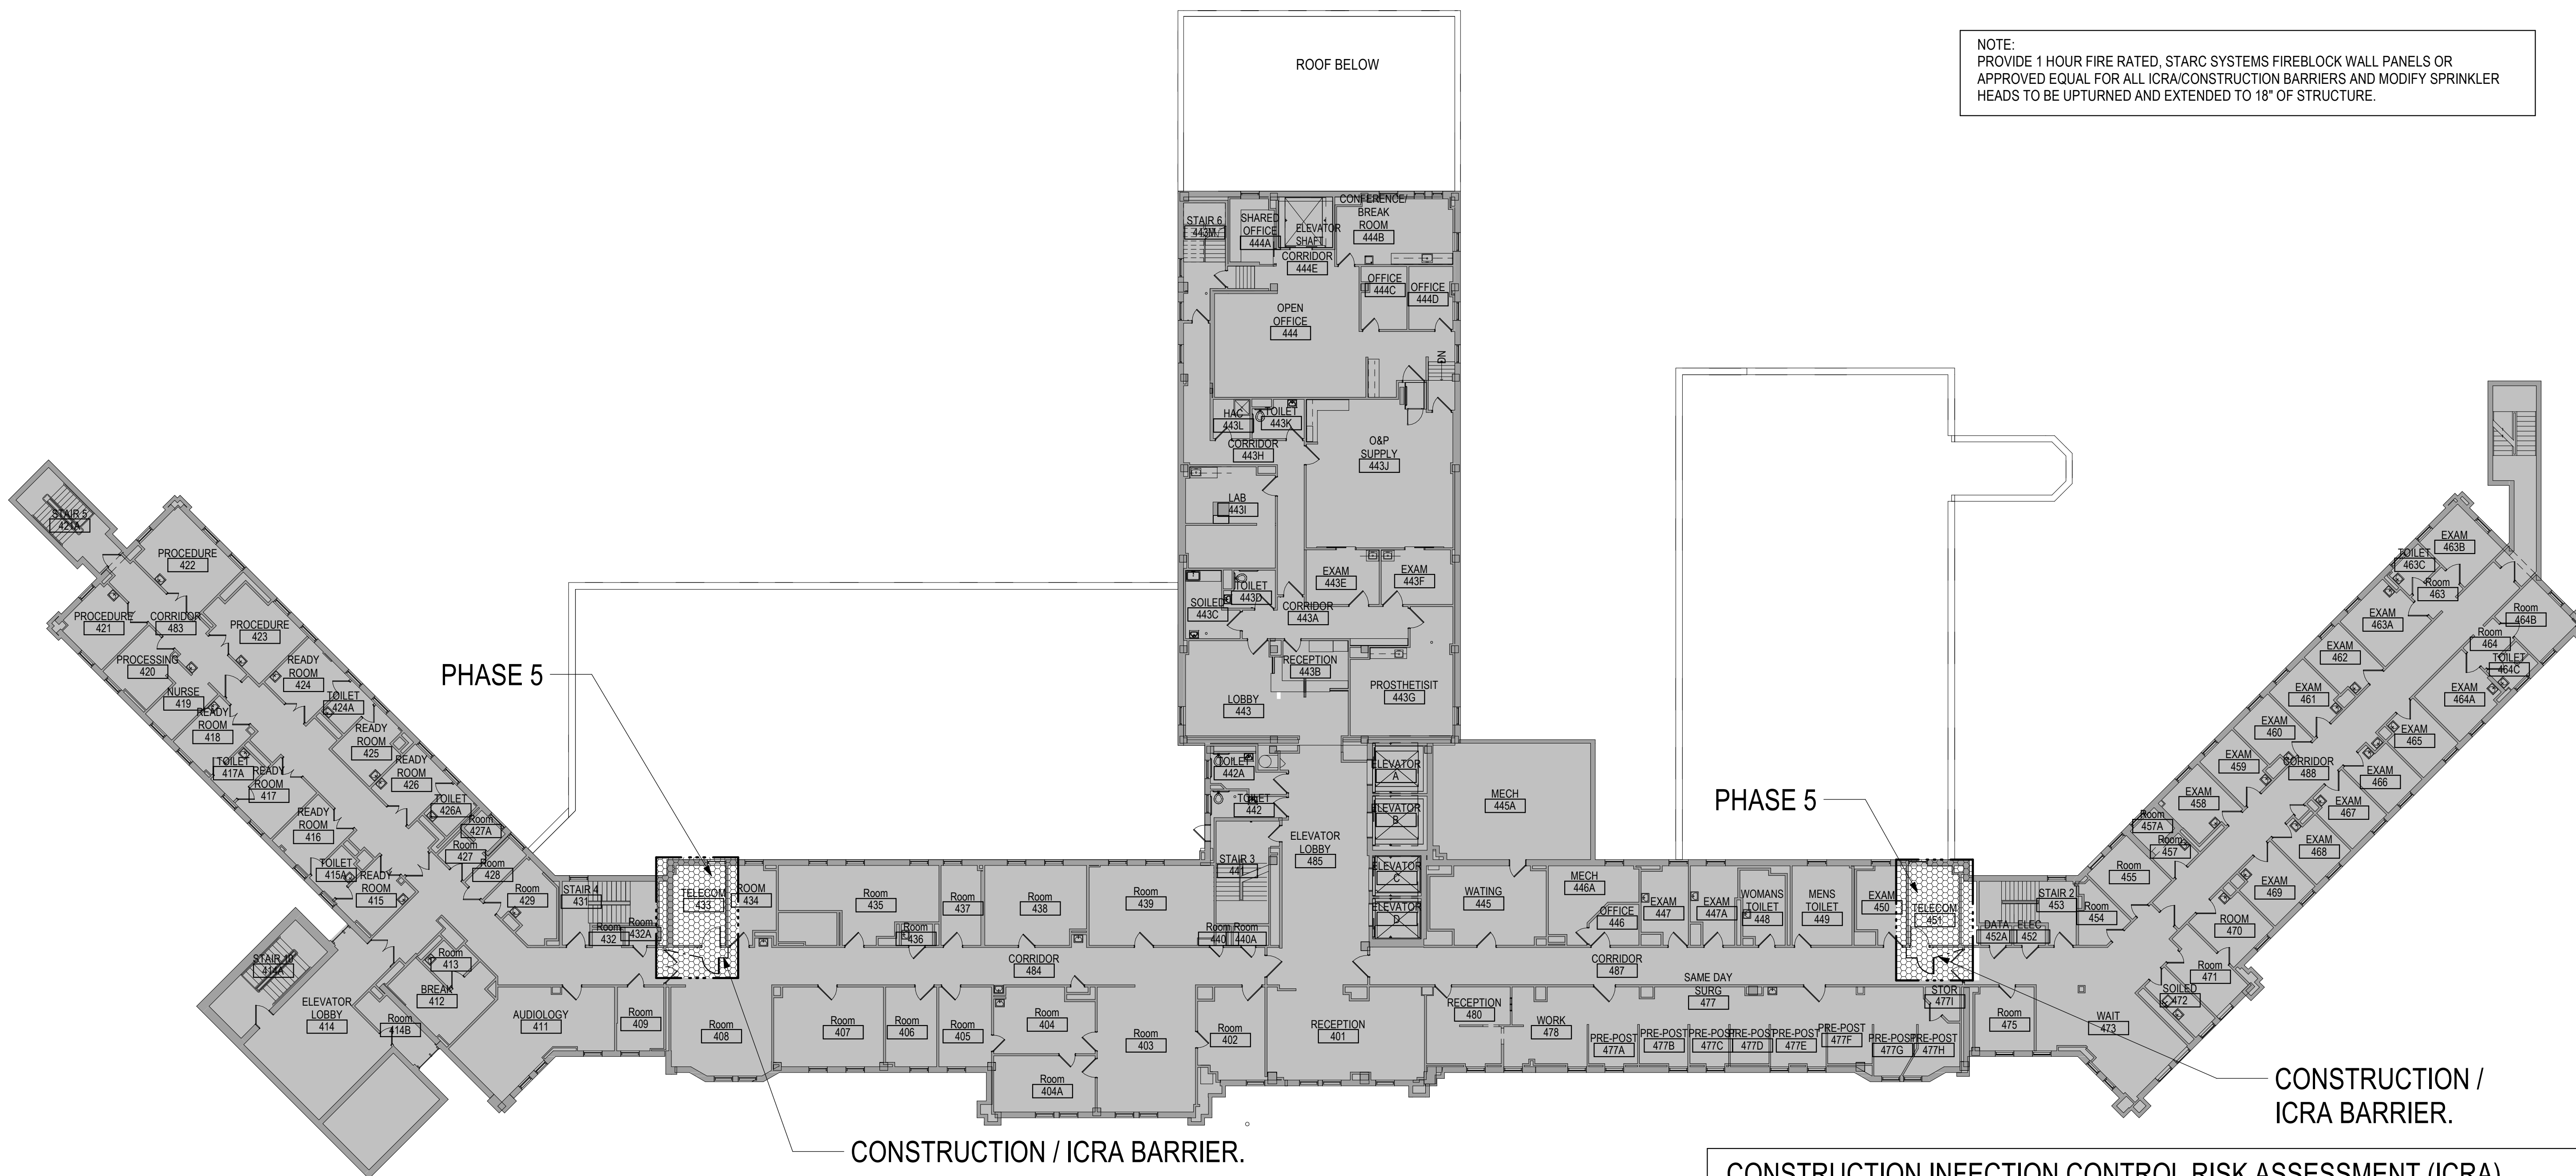 NOTE:
PROVIDE 1 HOUR FIRE RATED, STARC SYSTEMS FIREBLOCK WALL PANELS OR
APPROVED EQUAL FOR ALL ICRA/CONSTRUCTION BARRIERS AND MODIFY SPRINKLER
HEADS TO BE UPTURNED AND EXTENDED TO 18" OF STRUCTURE.
ROOF BELOW
STAIR 6
443M
SHARED
OFFICE
444A
ELEVATOR
SHAFT
CONFERENCE/
BREAK
ROOM
444B
CORRIDOR
444E
OFFICE
444C
OFFICE
444D
OPEN
OFFICE
444
DN
HAC
443L
TOILET
443K
CORRIDOR
443H
O&P
SUPPLY
443J
LAB
443I
EXAM
443E
EXAM
443F
TOILET
443D
SOILED
443C
CORRIDOR
443A
RECEPTION
443B
LOBBY
443
PROSTHETISIT
443G
STAIR 5
421A
PROCEDURE
422
PROCEDURE
421
CORRIDOR
483
PROCEDURE
423
PROCESSING
420
READY
ROOM
424
NURSE
419
TOILET
424A
READY
ROOM
418
READY
ROOM
425
TOILET
417A
READY
ROOM
417
READY
ROOM
426
TOILET
426A
READY
ROOM
416
Room
427A
Room
427
TOILET
415A
READY
ROOM
415
Room
428
Room
429
STAIR 4
431
Room
432
Room
432A
PHASE 5
TELECOM
433
ROOM
434
Room
435
Room
436
Room
437
Room
438
Room
439
Room
440
Room
440A
STAIR 3
441
TOILET
442A
TOILET
442
ELEVATOR
LOBBY
485
ELEVATOR
A
ELEVATOR
B
ELEVATOR
C
ELEVATOR
D
MECH
445A
WATING
445
MECH
446A
OFFICE
446
EXAM
447
EXAM
447A
WOMANS
TOILET
448
MENS
TOILET
449
EXAM
450
PHASE 5
TELECOM
451
DATA
452A
ELEC
452
STAIR 2
453
Room
454
Room
455
Room
457
Room
457A
EXAM
458
EXAM
459
EXAM
460
EXAM
461
EXAM
462
EXAM
463A
Room
463
TOILET
463C
EXAM
463B
Room
464B
Room
464
TOILET
464C
EXAM
464A
EXAM
465
CORRIDOR
488
EXAM
466
EXAM
467
EXAM
468
EXAM
469
ROOM
470
Room
471
SOILED
472
WAIT
473
Room
475
STAIR 10
414A
ELEVATOR
LOBBY
414
Room
414B
Room
413
BREAK
412
AUDIOLOGY
411
Room
409
Room
408
Room
407
Room
406
Room
405
Room
404
Room
404A
Room
403
Room
402
CORRIDOR
484
RECEPTION
401
CORRIDOR
487
RECEPTION
480
WORK
478
SAME DAY
SURG
477
STOR
477I
PRE-POST
477A
PRE-POST
477B
PRE-POST
477C
PRE-POST
477D
PRE-POST
477E
PRE-POST
477F
PRE-POST
477G
PRE-POST
477H
CONSTRUCTION / ICRA BARRIER.
CONSTRUCTION /
ICRA BARRIER.
CONSTRUCTION INFECTION CONTROL RISK ASSESSMENT (ICRA)